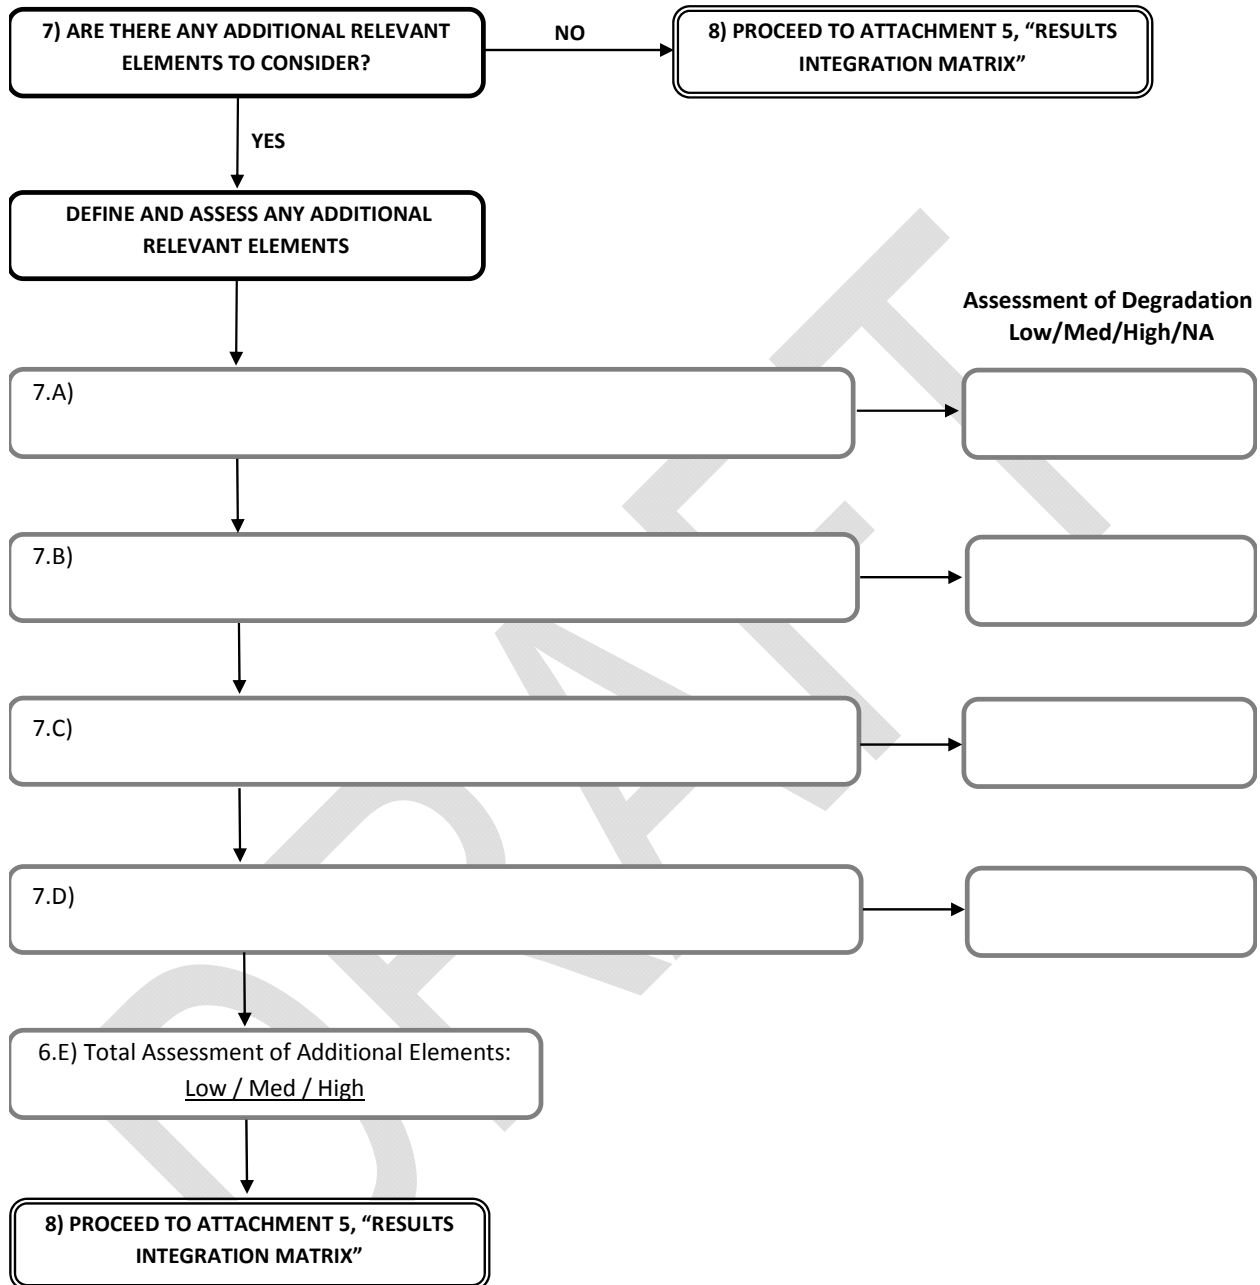 7) ARE THERE ANY ADDITIONAL RELEVANT
ELEMENTS TO CONSIDER?
NO
8) PROCEED TO ATTACHMENT 5, “RESULTS
INTEGRATION MATRIX”
YES
DEFINE AND ASSESS ANY ADDITIONAL
RELEVANT ELEMENTS
Assessment of Degradation
Low/Med/High/NA
7.A)
7.B)
7.C)
7.D)
6.E) Total Assessment of Additional Elements:
Low / Med / High
8) PROCEED TO ATTACHMENT 5, “RESULTS
INTEGRATION MATRIX”
DRAFT